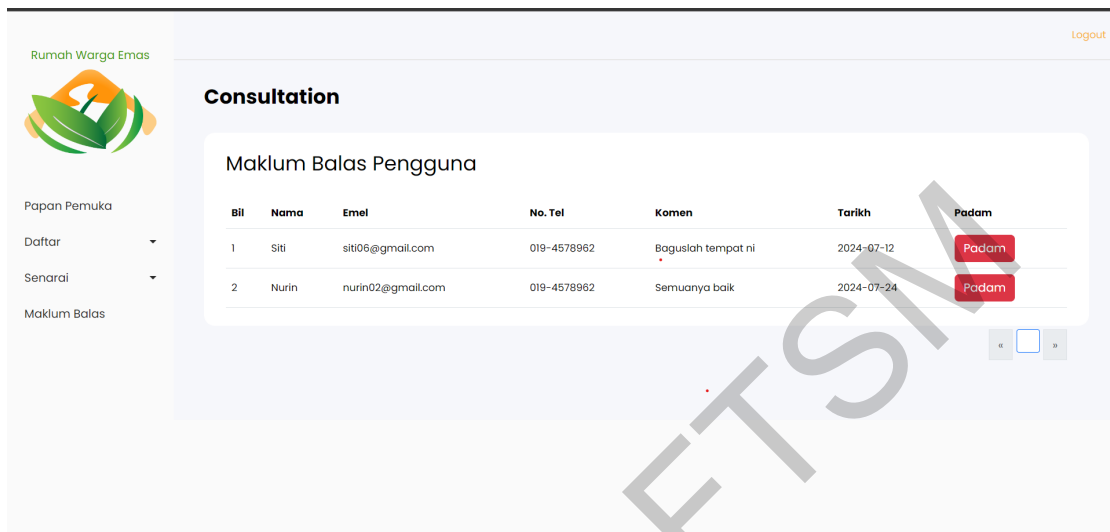 Logout
Rumah Warga Emas
Consultation
Maklum Balas Pengguna
Papan Pemuka
Daftar
Senarai
Maklum Balas
Bil Nama Emel No. Tel Komen Tarikh Padam
1 Siti siti06@gmail.com 019-4578962 Baguslah tempat ni 2024-07-12 Padam
2 Nurin nurin02@gmail.com 019-4578962 Semuanya baik 2024-07-24 Padam
« »
FTSM